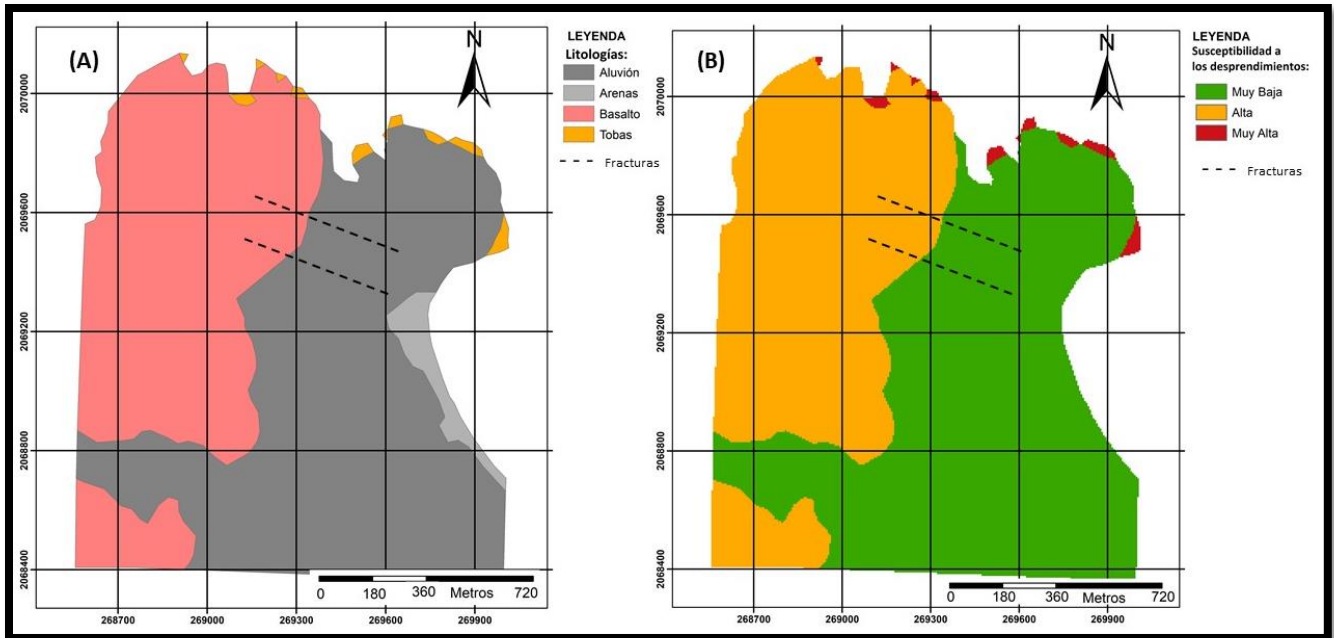 (A)
N
LEYENDA
Litologías:
Aluvión
Arenas
Basalto
Tobas
Fracturas
2070000
2069600
2069200
2068800
2068400
0 180 360 Metros 720
268700 269000 269300 269600 269900
(B)
N
LEYENDA
Susceptibilidad a
los desprendimientos:
Muy Baja
Alta
Muy Alta
Fracturas
2070000
2069600
2069200
2068800
2068400
0 180 360 Metros 720
268700 269000 269300 269600 269900